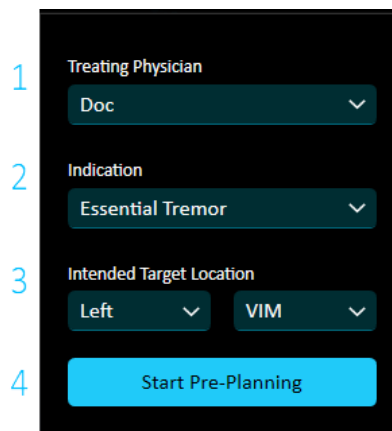 1
Treating Physician
Doc
2
Indication
Essential Tremor
3
Intended Target Location
Left VIM
4
Start Pre-Planning